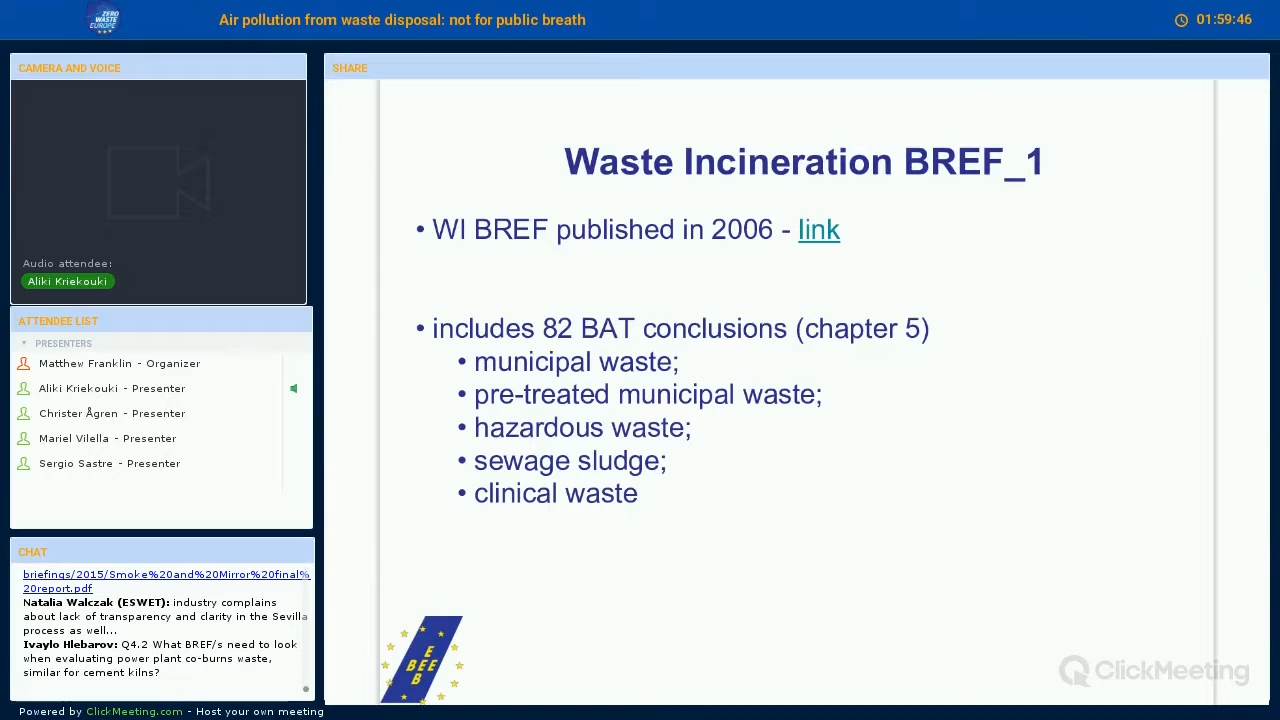 ZERO WASTE EUROPE
Air pollution from waste disposal: not for public breath
01:59:46
CAMERA AND VOICE
Audio attendee:
Aliki Kriekouki
ATTENDEE LIST
PRESENTERS
Matthew Franklin - Organizer
Aliki Kriekouki - Presenter
Christer Ågren - Presenter
Mariel Vilella - Presenter
Sergio Sastre - Presenter
CHAT
briefings/2015/Smoke%20and%20Mirror%20final%
20report.pdf
Natalia Walczak (ESWET): industry complains
about lack of transparency and clarity in the Sevilla
process as well...
Ivaylo Hlebarov: Q4.2 What BREF/s need to look
when evaluating power plant co-burns waste,
similar for cement kilns?
SHARE
Waste Incineration BREF_1
• WI BREF published in 2006 - link
• includes 82 BAT conclusions (chapter 5)
• municipal waste;
• pre-treated municipal waste;
• hazardous waste;
• sewage sludge;
• clinical waste
E
BEE
B
ClickMeeting
Powered by ClickMeeting.com - Host your own meeting